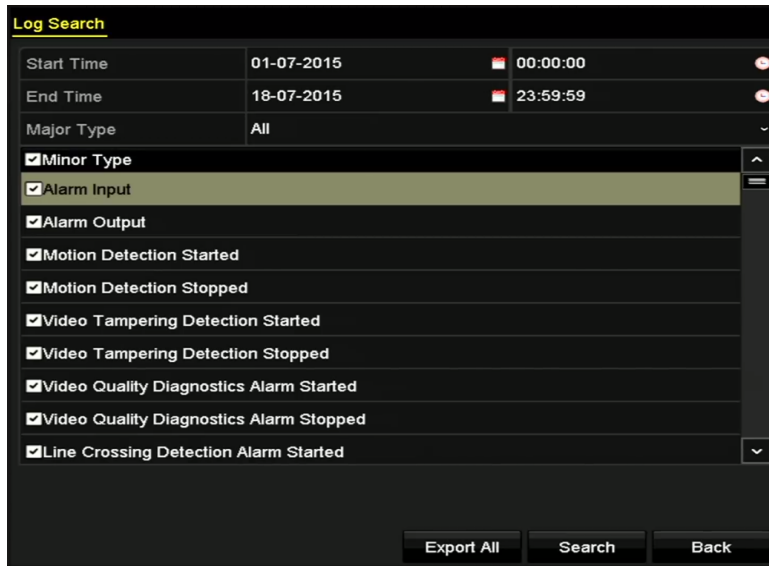 Log Search
Start Time 01-07-2015 00:00:00
End Time 18-07-2015 23:59:59
Major Type All
Minor Type
Alarm Input
Alarm Output
Motion Detection Started
Motion Detection Stopped
Video Tampering Detection Started
Video Tampering Detection Stopped
Video Quality Diagnostics Alarm Started
Video Quality Diagnostics Alarm Stopped
Line Crossing Detection Alarm Started
Export All Search Back